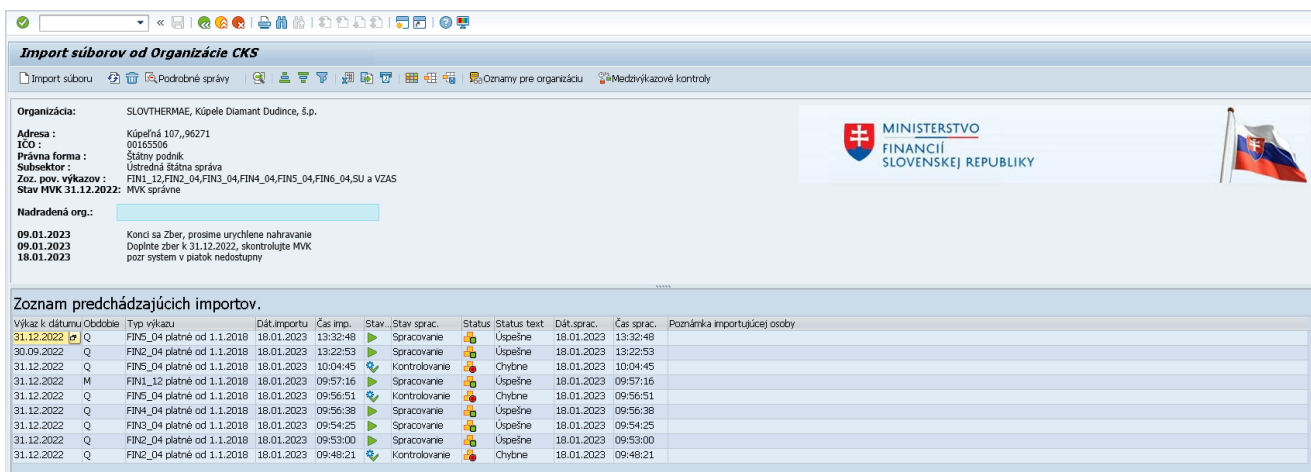 Import súborov od Organizácie CKS
Import súboru Podrobné správy Oznamy pre organizáciu Medzivýkazové kontroly
Organizácia: SLOVTHERMAE, Kúpele Diamant Dudince, š.p.
Adresa : Kúpeľná 107,,96271
IČO : 00165506
Právna forma : Štátny podnik
Subsektor : Ústredná štátna správa
Zoz. pov. výkazov : FIN1_12,FIN2_04,FIN3_04,FIN4_04,FIN5_04,FIN6_04,SU a VZAS
Stav MVK 31.12.2022: MVK správne
MINISTERSTVO
FINANCIÍ
SLOVENSKEJ REPUBLIKY
Nadradená org.:
09.01.2023 Konci sa Zber, prosime urychlene nahravanie
09.01.2023 Doplnte zber k 31.12.2022, skontrolujte MVK
18.01.2023 pozr system v piatok nedostupny
Zoznam predchádzajúcich importov.
Výkaz k dátumu Obdobie Typ výkazu Dát.importu Čas imp. Stav... Stav sprac. Status Status text Dát.sprac. Čas sprac. Poznámka importujúcej osoby
31.12.2022 Q FIN5_04 platné od 1.1.2018 18.01.2023 13:32:48 Spracovanie Úspešne 18.01.2023 13:32:48
30.09.2022 Q FIN2_04 platné od 1.1.2018 18.01.2023 13:22:53 Spracovanie Úspešne 18.01.2023 13:22:53
31.12.2022 Q FIN5_04 platné od 1.1.2018 18.01.2023 10:04:45 Kontrolovanie Chybne 18.01.2023 10:04:45
31.12.2022 M FIN1_12 platné od 1.1.2018 18.01.2023 09:57:16 Spracovanie Úspešne 18.01.2023 09:57:16
31.12.2022 Q FIN5_04 platné od 1.1.2018 18.01.2023 09:56:51 Kontrolovanie Chybne 18.01.2023 09:56:51
31.12.2022 Q FIN4_04 platné od 1.1.2018 18.01.2023 09:56:38 Spracovanie Úspešne 18.01.2023 09:56:38
31.12.2022 Q FIN3_04 platné od 1.1.2018 18.01.2023 09:54:25 Spracovanie Úspešne 18.01.2023 09:54:25
31.12.2022 Q FIN2_04 platné od 1.1.2018 18.01.2023 09:53:00 Spracovanie Úspešne 18.01.2023 09:53:00
31.12.2022 Q FIN2_04 platné od 1.1.2018 18.01.2023 09:48:21 Kontrolovanie Chybne 18.01.2023 09:48:21